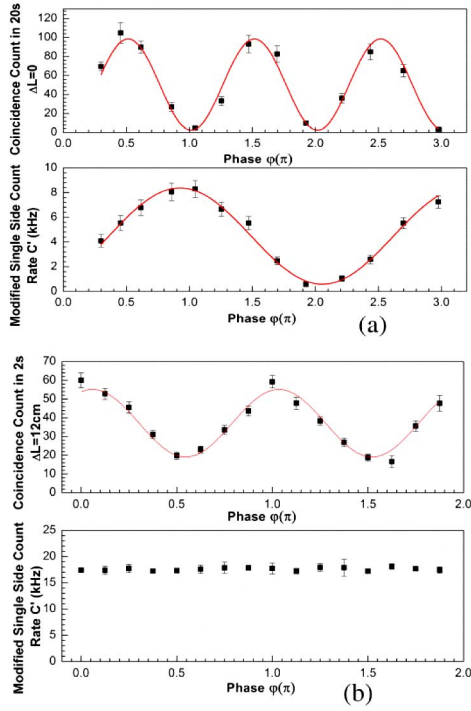 Coincidence Count in 20s
ΔL=0
120
100
80
60
40
20
0
0.0 0.5 1.0 1.5 2.0 2.5 3.0
Phase φ(π)
Modified Single Side Count
Rate C' (kHz)
10
8
6
4
2
0
0.0 0.5 1.0 1.5 2.0 2.5 3.0
Phase φ(π)
(a)
Coincidence Count in 2s
ΔL=12cm
70
60
50
40
30
20
10
0
0.0 0.5 1.0 1.5 2.0
Phase φ(π)
Modified Single Side Count
Rate C' (kHz)
25
20
15
10
5
0
0.0 0.5 1.0 1.5 2.0
Phase φ(π)
(b)